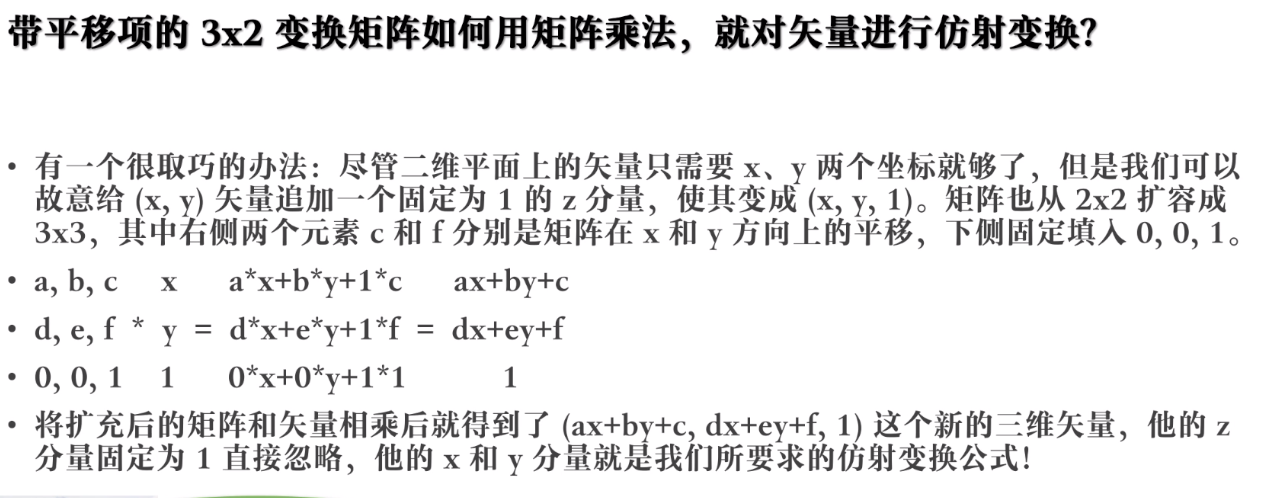 带平移项的 3x2 变换矩阵如何用矩阵乘法，就对矢量进行仿射变换？
• 有一个很取巧的办法：尽管二维平面上的矢量只需要 x、y 两个坐标就够了，但是我们可以
故意给 (x, y) 矢量追加一个固定为 1 的 z 分量，使其变成 (x, y, 1)。矩阵也从 2x2 扩容成
3x3，其中右侧两个元素 c 和 f 分别是矩阵在 x 和 y 方向上的平移，下侧固定填入 0, 0, 1。
• a, b, c x a*x+b*y+1*c ax+by+c
• d, e, f * y = d*x+e*y+1*f = dx+ey+f
• 0, 0, 1 1 0*x+0*y+1*1 1
• 将扩充后的矩阵和矢量相乘后就得到了 (ax+by+c, dx+ey+f, 1) 这个新的三维矢量，他的 z
分量固定为 1 直接忽略，他的 x 和 y 分量就是我们所要求的仿射变换公式！